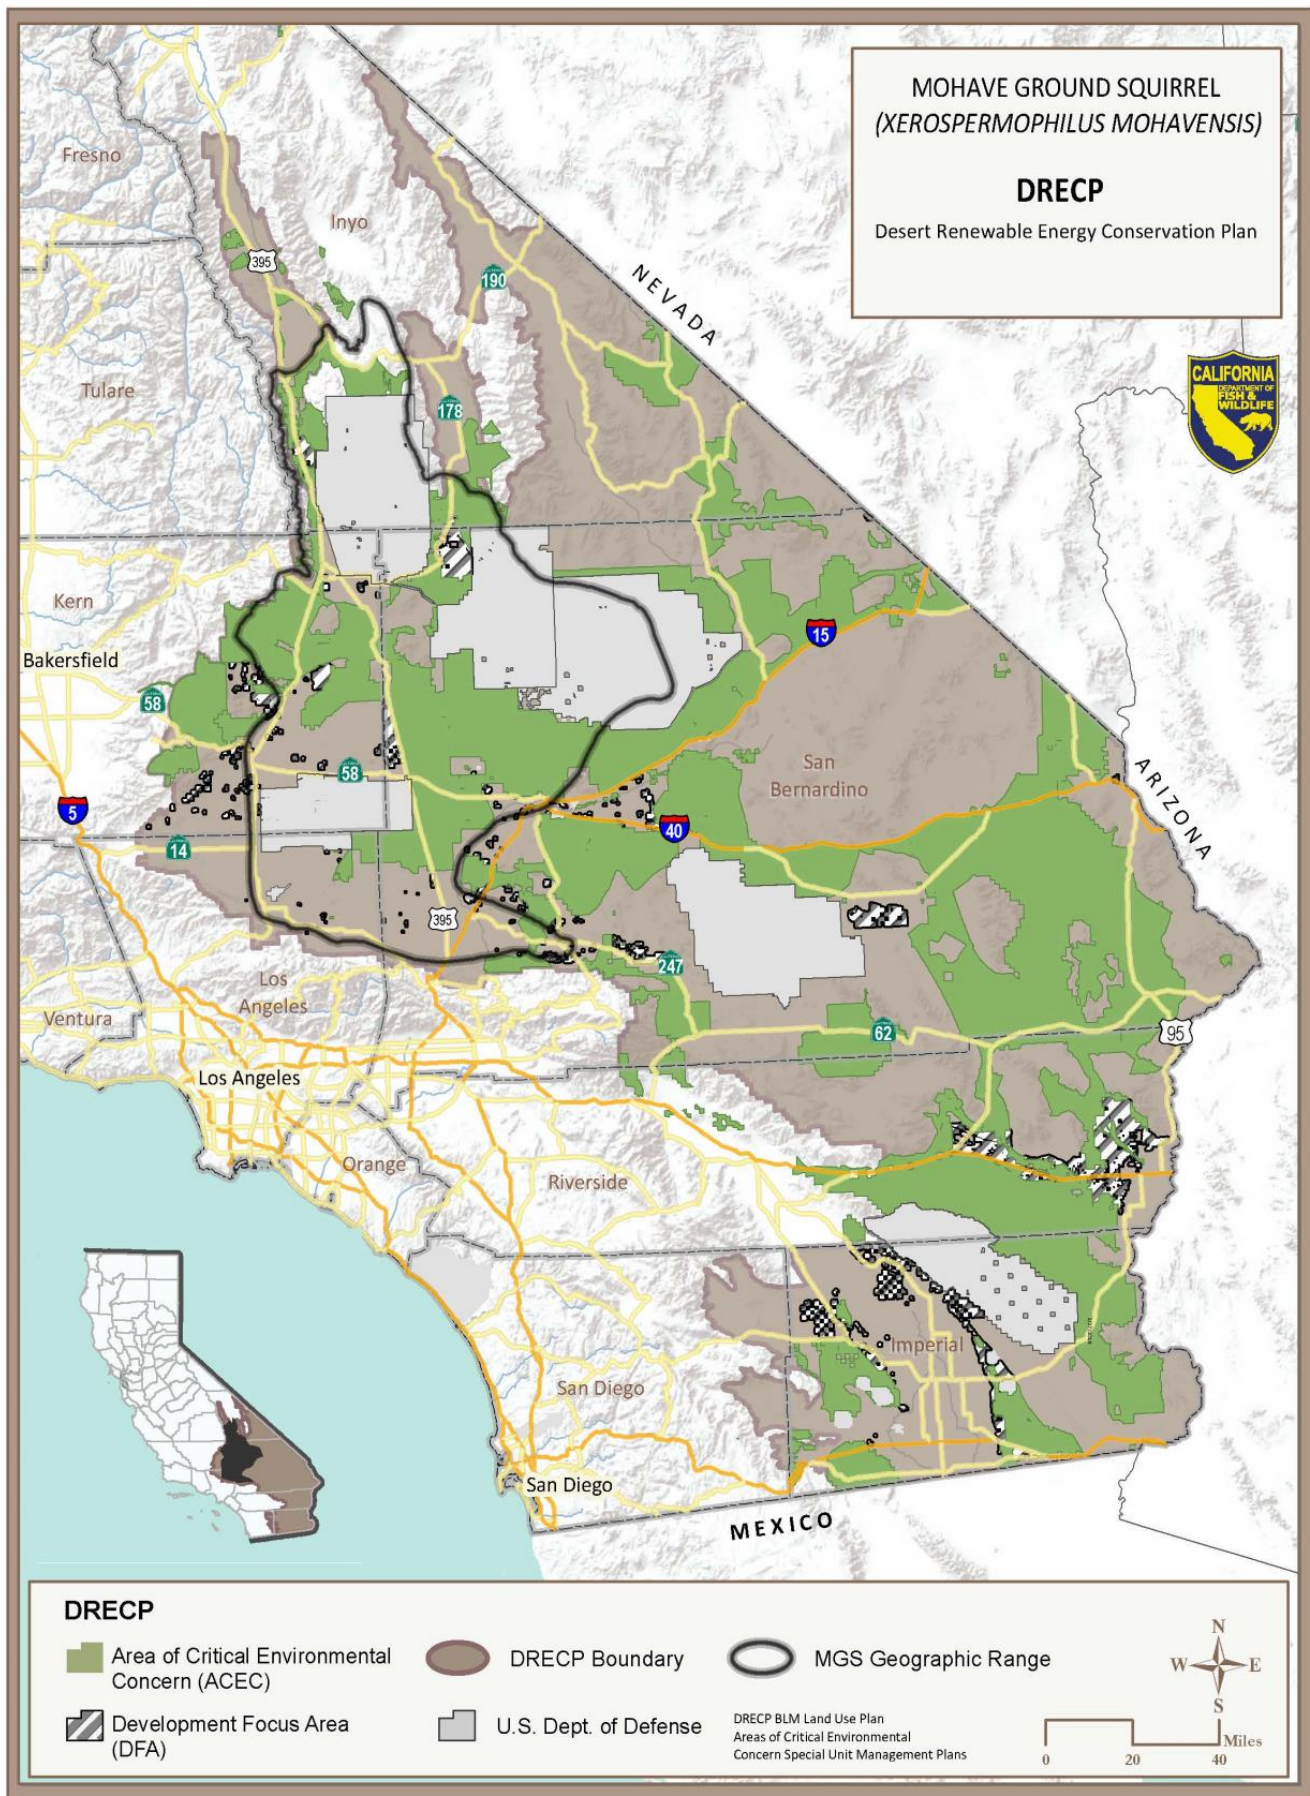 MOHAVE GROUND SQUIRREL
(XEROSPERMOPHILUS MOHAVENSIS)
DRECP
Desert Renewable Energy Conservation Plan
CALIFORNIA
DEPARTMENT OF
FISH &
WILDLIFE
Fresno
Inyo
395
190
NEVADA
Tulare
178
Kern
Bakersfield
15
58
San
Bernardino
58
ARIZONA
5
40
14
395
247
Los
Angeles
Ventura
62
95
Los Angeles
Orange
Riverside
Imperial
San Diego
San Diego
MEXICO
DRECP
Area of Critical Environmental
Concern (ACEC)
DRECP Boundary
MGS Geographic Range
Development Focus Area
(DFA)
U.S. Dept. of Defense
DRECP BLM Land Use Plan
Areas of Critical Environmental
Concern Special Unit Management Plans
N
W E
S
Miles
0 20 40